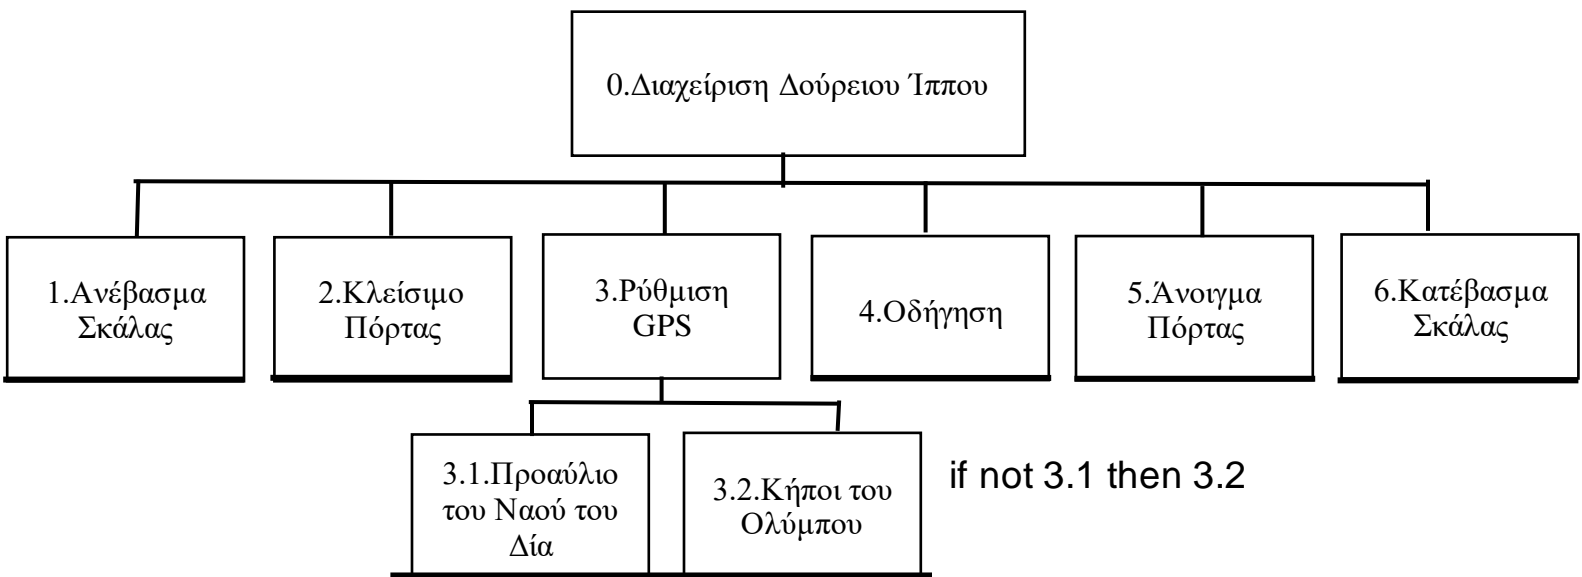 0.Διαχείριση Δούρειου Ίππου
1.Ανέβασμα
Σκάλας
2.Κλείσιμο
Πόρτας
3.Ρύθμιση
GPS
4.Οδήγηση
5.Άνοιγμα
Πόρτας
6.Κατέβασμα
Σκάλας
3.1.Προαύλιο
του Ναού του
Δία
3.2.Κήποι του
Ολύμπου
if not 3.1 then 3.2